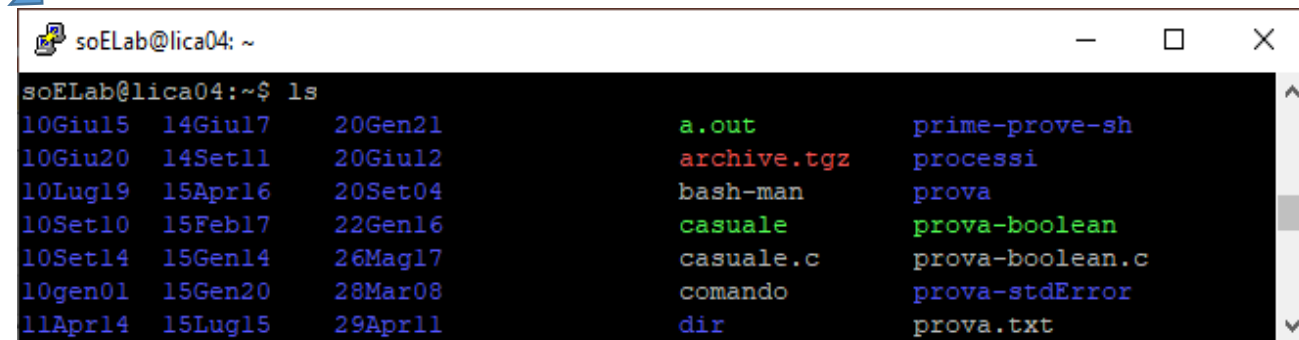 soELab@lica04: ~
soELab@lica04:~$ ls
10Giu15 14Giu17 20Gen21 a.out prime-prove-sh
10Giu20 14Set11 20Giu12 archive.tgz processi
10Lug19 15Apr16 20Set04 bash-man prova
10Set10 15Feb17 22Gen16 casuale prova-boolean
10Set14 15Gen14 26Mag17 casuale.c prova-boolean.c
10gen01 15Gen20 28Mar08 comando prova-stdError
11Apr14 15Lug15 29Apr11 dir prova.txt